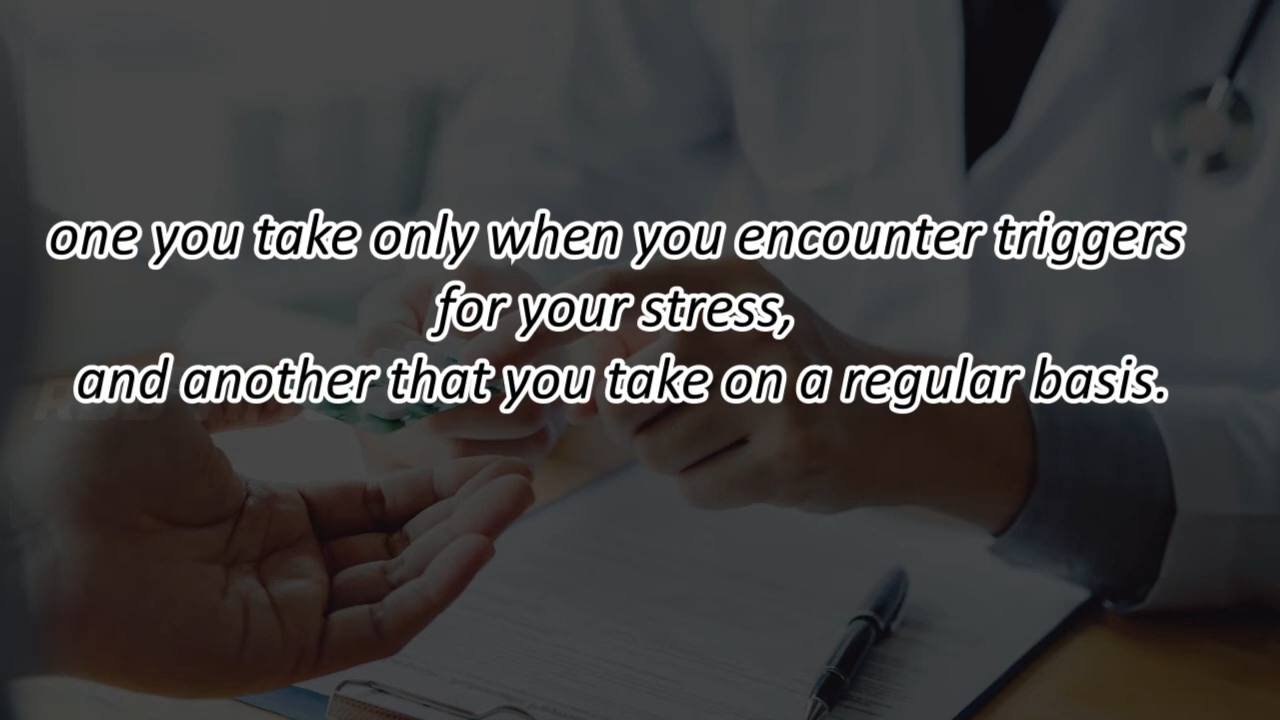 one you take only when you encounter triggers
for your stress,
and another that you take on a regular basis.